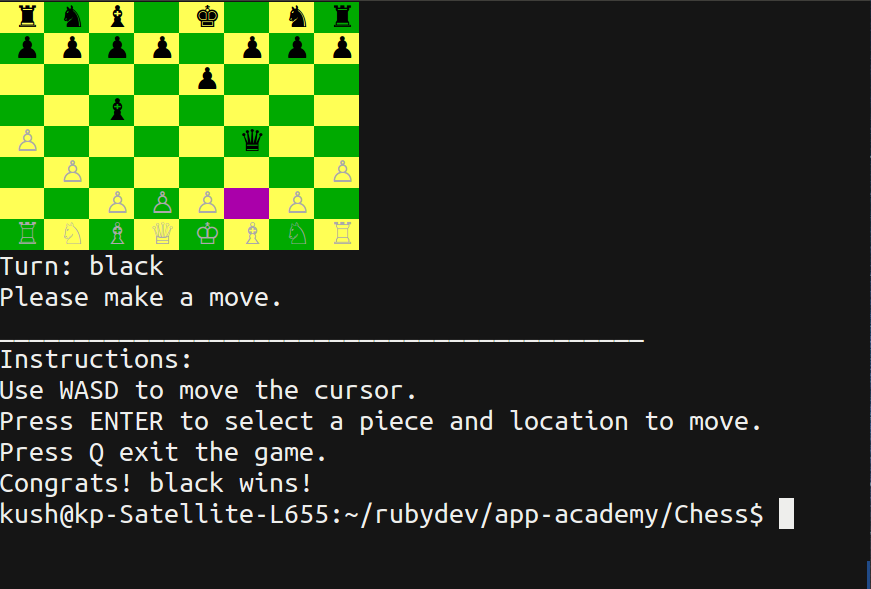 Turn: black
Please make a move.
___________________________________________
Instructions:
Use WASD to move the cursor.
Press ENTER to select a piece and location to move.
Press Q exit the game.
Congrats! black wins!
kush@kp-Satellite-L655:~/rubydev/app-academy/Chess$